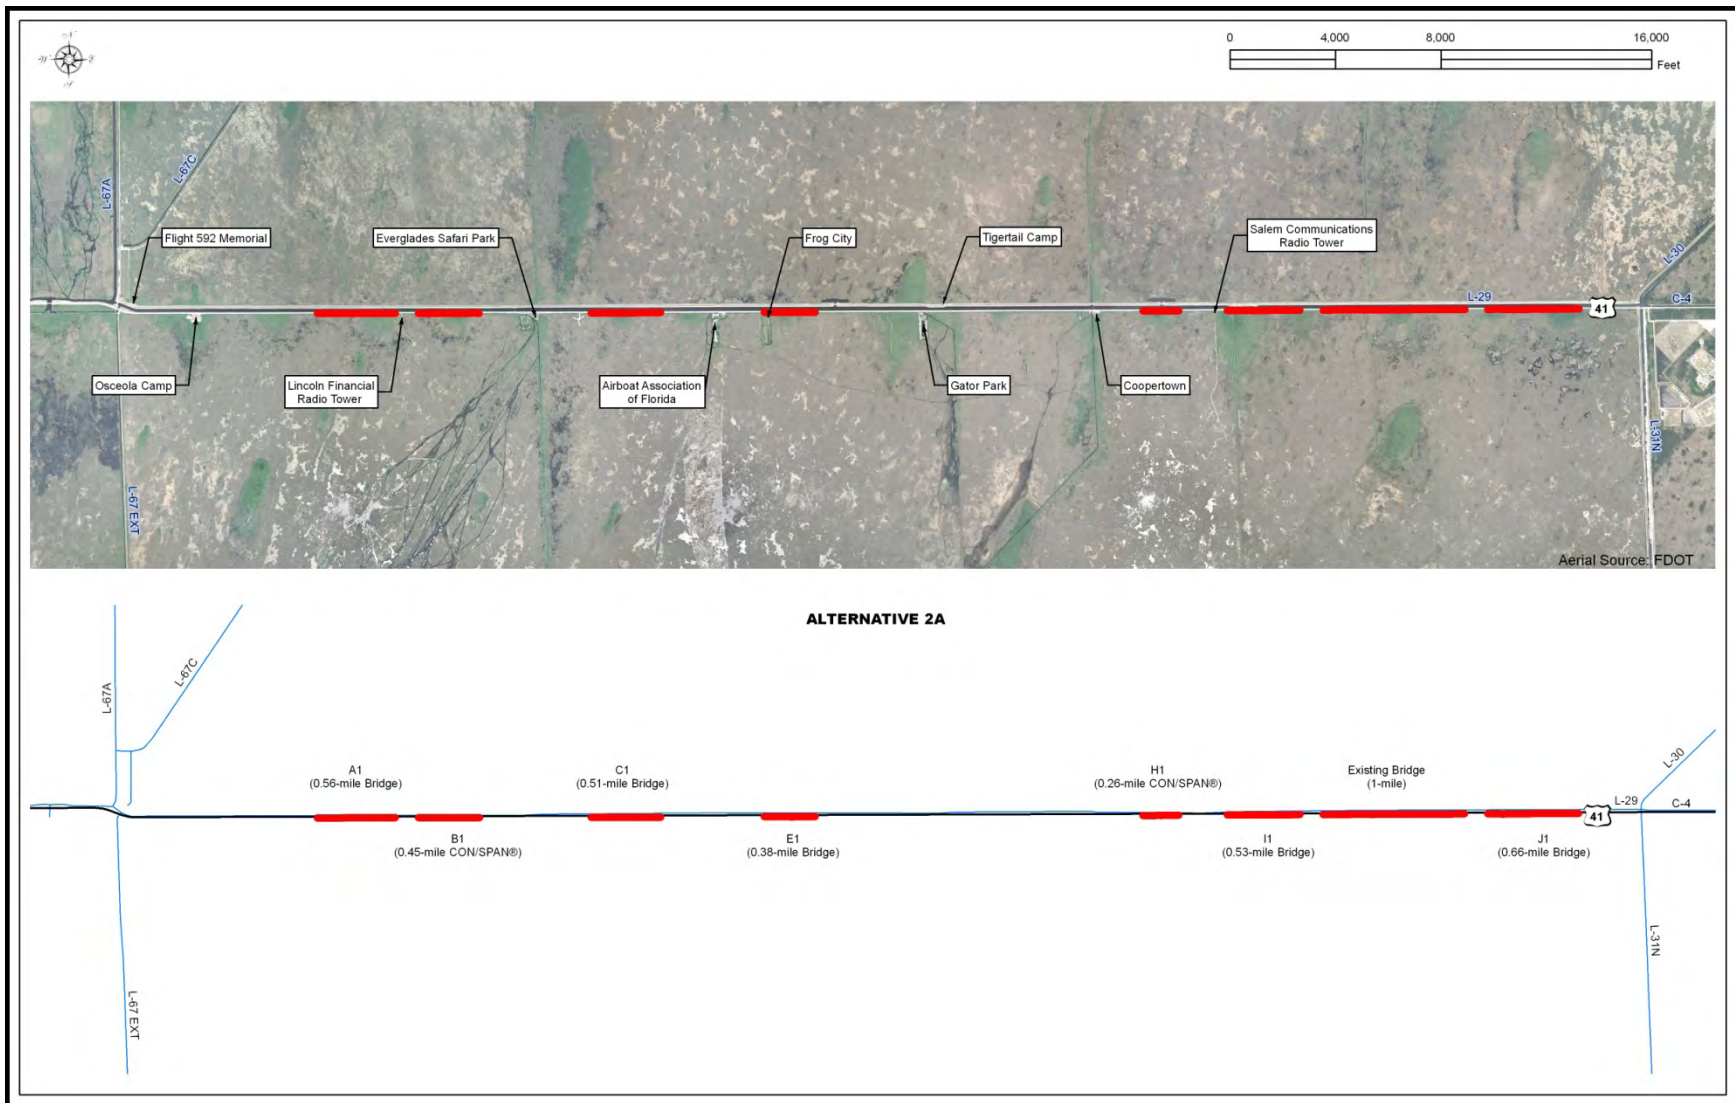 N
W
E
S
0
4,000
8,000
16,000
Feet
L-67A
L-67C
Flight 592 Memorial
Everglades Safari Park
Frog City
Tigertail Camp
Salem Communications
Radio Tower
L-30
L-29
C-4
41
Osceola Camp
Lincoln Financial
Radio Tower
Airboat Association
of Florida
Gator Park
Coopertown
L-31N
L-67 EXT
Aerial Source: FDOT
ALTERNATIVE 2A
L-67A
L-67C
L-30
A1
(0.56-mile Bridge)
C1
(0.51-mile Bridge)
H1
(0.26-mile CON/SPAN®)
Existing Bridge
(1-mile)
L-29
C-4
41
B1
(0.45-mile CON/SPAN®)
E1
(0.38-mile Bridge)
I1
(0.53-mile Bridge)
J1
(0.66-mile Bridge)
L-31N
L-67 EXT